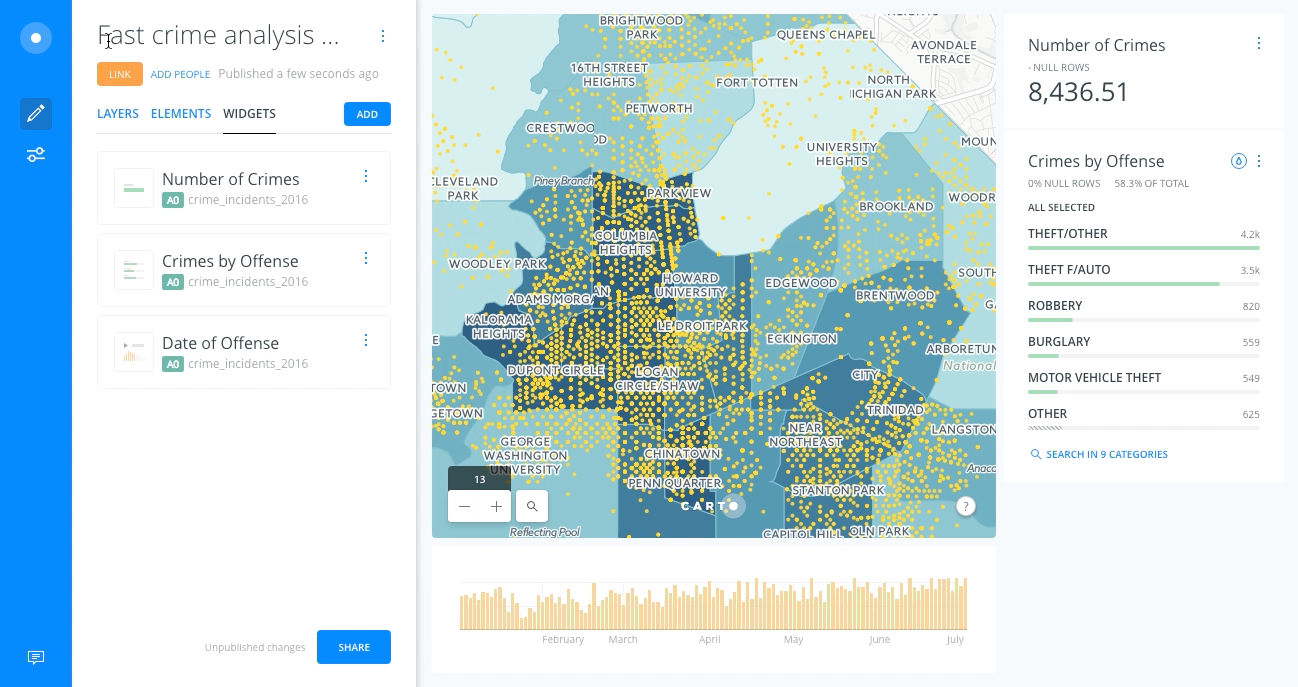 Fast crime analysis ...
LINK
ADD PEOPLE
Published a few seconds ago
LAYERS
ELEMENTS
WIDGETS
ADD
Number of Crimes
A0 crime_incidents_2016
Crimes by Offense
A0 crime_incidents_2016
Date of Offense
A0 crime_incidents_2016
Unpublished changes
SHARE
BRIGHTWOOD
PARK
QUEENS CHAPEL
HEIGHTS
AVONDALE
TERRACE
16TH STREET
HEIGHTS
FORT TOTTEN
NORTH
ICHIGAN PARK
PETWORTH
CRESTWOO
OD
UNIVERSITY
HEIGHTS
MOUN
CLEVELAND
PARK
Piney Branch
PARK VIEW
WOODR
BROOKLAND
COLUMBIA
HEIGHTS
WOODLEY PARK
SOUTH
HOWARD
UNIVERSITY
EDGEWOOD
ADAMS MORGA
AN
BRENTWOOD
G
KALORAMA
HEIGHTS
LE DROIT PARK
E
ECKINGTON
ARBORETUM
National
DUPONT CIRCLE
LOGAN
CIRCLE/SHAW
CITY
TOWN
GETOWN
TRINIDAD
NEAR
NORTHEAST
LANGSTON
GEORGE
WASHINGTON
UNIVERSITY
CHINATOWN
Anaco
13
PENN QUARTER
STANTON PARK
CARTO
?
Reflecting Pool
CAPITOL HILL
OLN PARK
February
March
April
May
June
July
Number of Crimes
- NULL ROWS
8,436.51
Crimes by Offense
0% NULL ROWS
58.3% OF TOTAL
ALL SELECTED
THEFT/OTHER 4.2k
THEFT F/AUTO 3.5k
ROBBERY 820
BURGLARY 559
MOTOR VEHICLE THEFT 549
OTHER 625
SEARCH IN 9 CATEGORIES